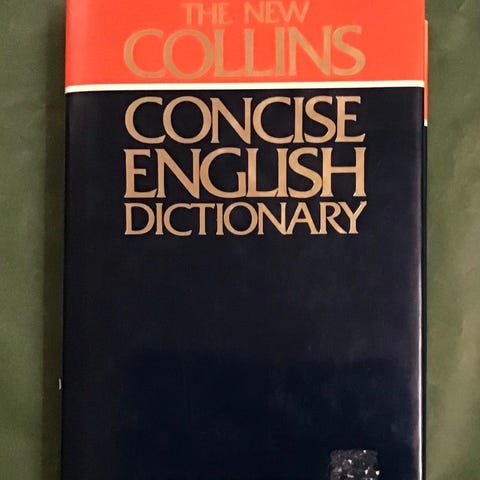 THE NEW
COLLINS
CONCISE
ENGLISH
DICTIONARY